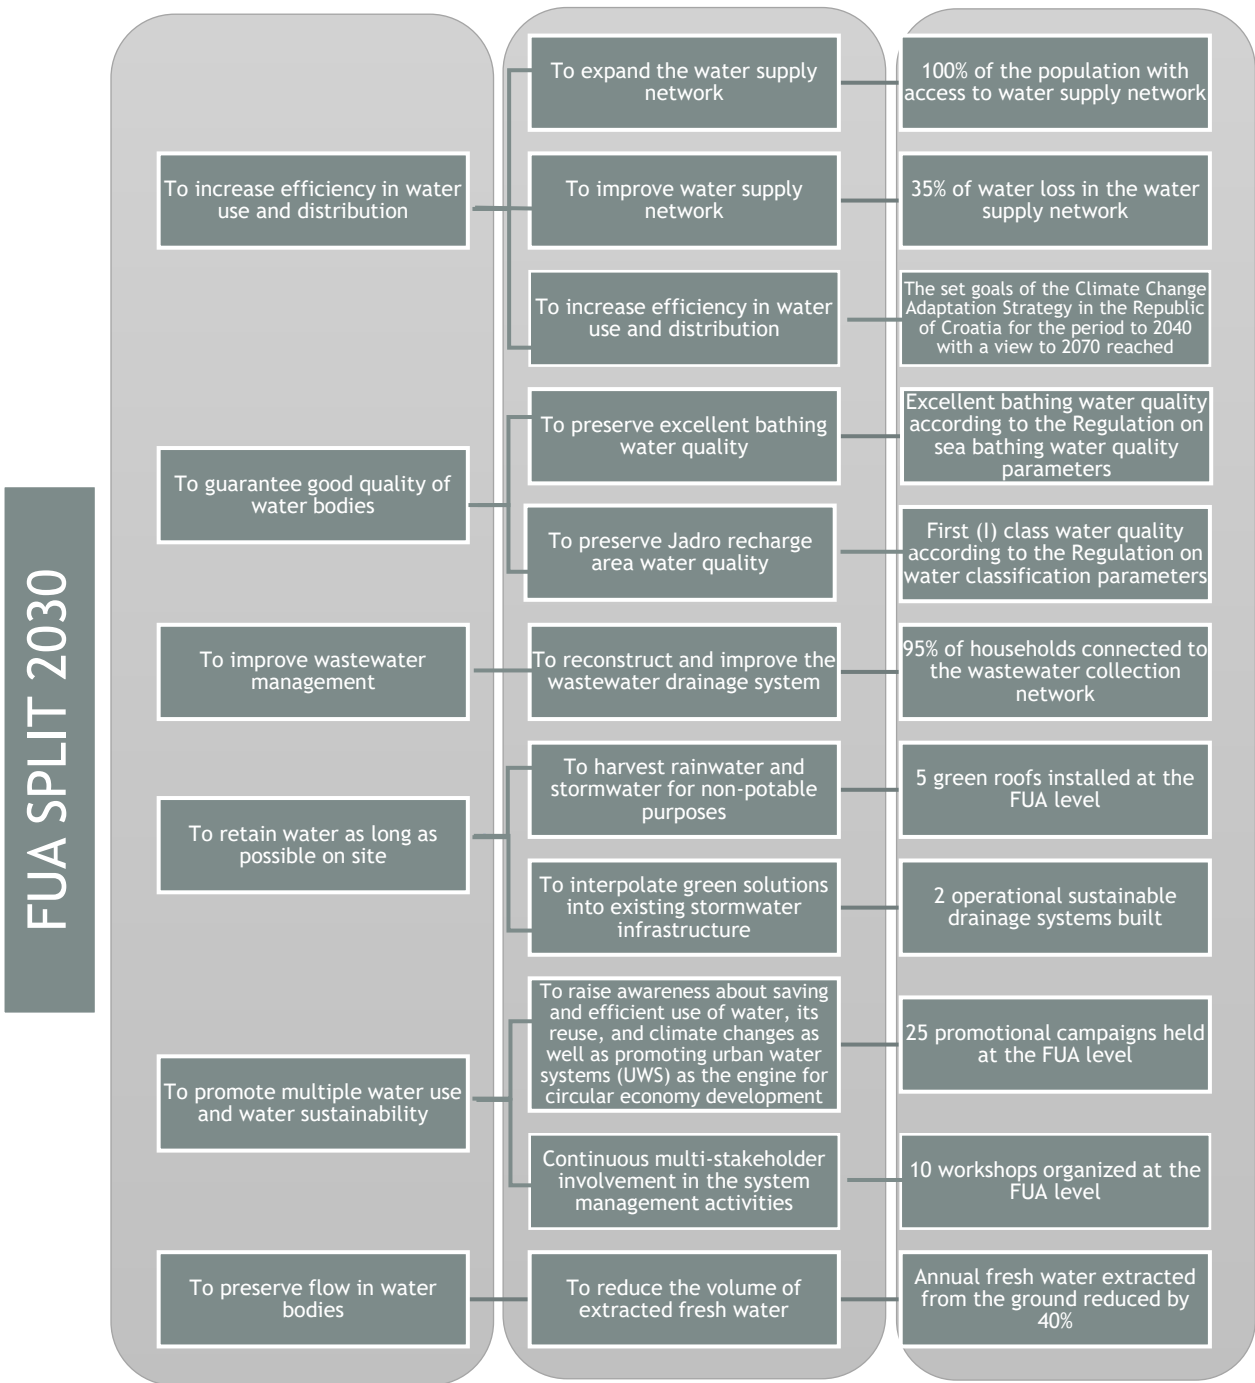 FUA SPLIT 2030
To increase efficiency in water
use and distribution
To expand the water supply
network
100% of the population with
access to water supply network
To improve water supply
network
35% of water loss in the water
supply network
To increase efficiency in water
use and distribution
The set goals of the Climate Change
Adaptation Strategy in the Republic
of Croatia for the period to 2040
with a view to 2070 reached
To guarantee good quality of
water bodies
To preserve excellent bathing
water quality
Excellent bathing water quality
according to the Regulation on
sea bathing water quality
parameters
To preserve Jadro recharge
area water quality
First (I) class water quality
according to the Regulation on
water classification parameters
To improve wastewater
management
To reconstruct and improve the
wastewater drainage system
95% of households connected to
the wastewater collection
network
To retain water as long as
possible on site
To harvest rainwater and
stormwater for non-potable
purposes
5 green roofs installed at the
FUA level
To interpolate green solutions
into existing stormwater
infrastructure
2 operational sustainable
drainage systems built
To promote multiple water use
and water sustainability
To raise awareness about saving
and efficient use of water, its
reuse, and climate changes as
well as promoting urban water
systems (UWS) as the engine for
circular economy development
25 promotional campaigns held
at the FUA level
Continuous multi-stakeholder
involvement in the system
management activities
10 workshops organized at the
FUA level
To preserve flow in water
bodies
To reduce the volume of
extracted fresh water
Annual fresh water extracted
from the ground reduced by
40%